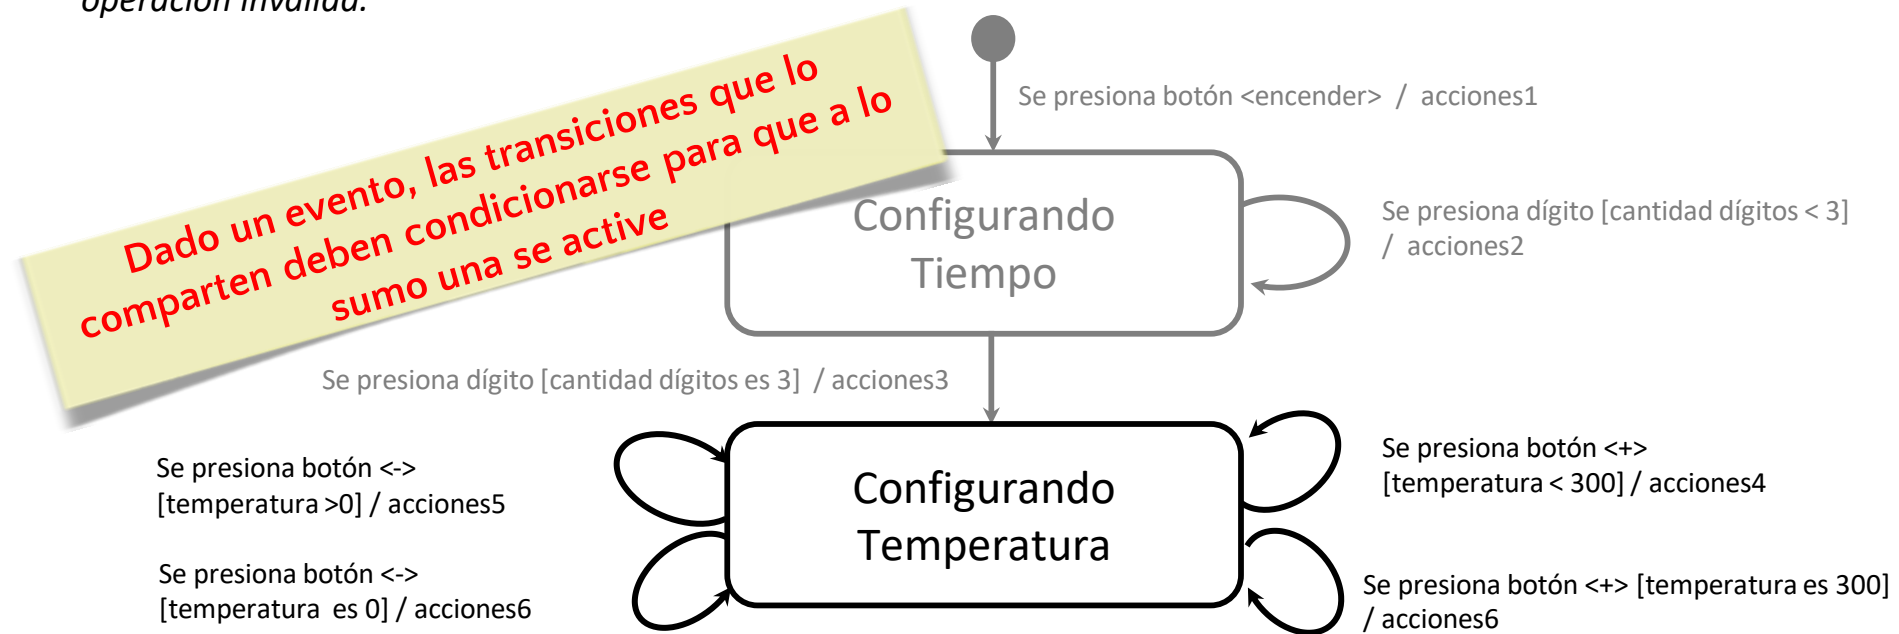 operación inválida.
Dado un evento, las transiciones que lo
comparten deben condicionarse para que a lo
sumo una se active
Se presiona botón <encender> / acciones1
Configurando
Tiempo
Se presiona dígito [cantidad dígitos < 3]
/ acciones2
Se presiona dígito [cantidad dígitos es 3] / acciones3
Se presiona botón <->
[temperatura >0] / acciones5
Configurando
Temperatura
Se presiona botón <+>
[temperatura < 300] / acciones4
Se presiona botón <->
[temperatura es 0] / acciones6
Se presiona botón <+> [temperatura es 300]
/ acciones6